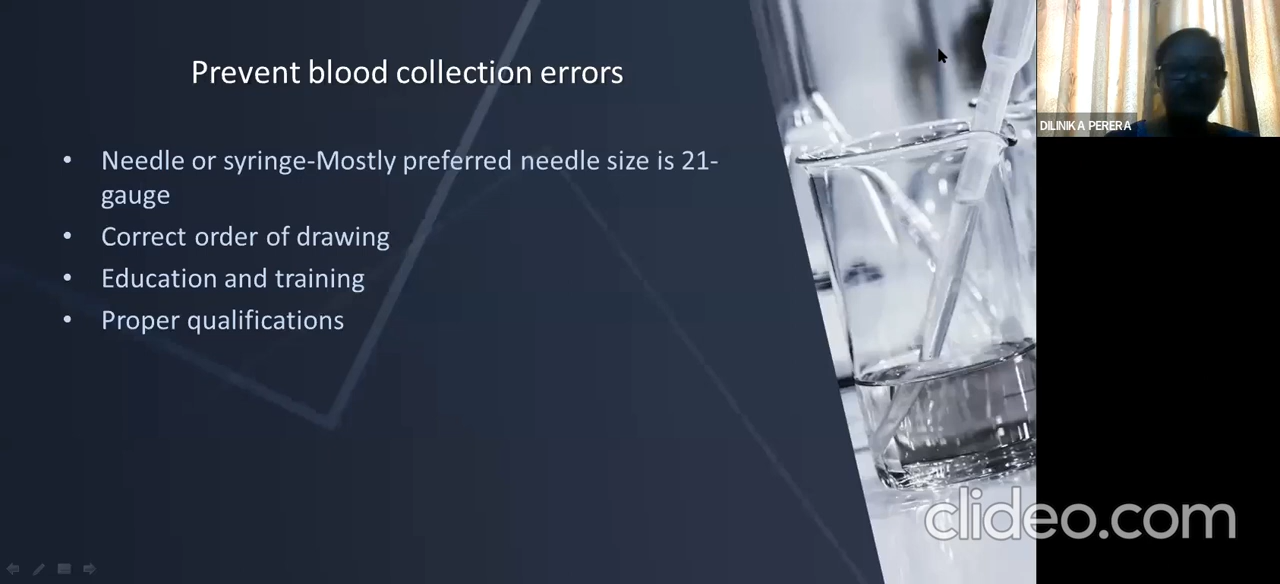 Prevent blood collection errors
• Needle or syringe-Mostly preferred needle size is 21-
gauge
• Correct order of drawing
• Education and training
• Proper qualifications
DILINIKA PERERA
clideo.com